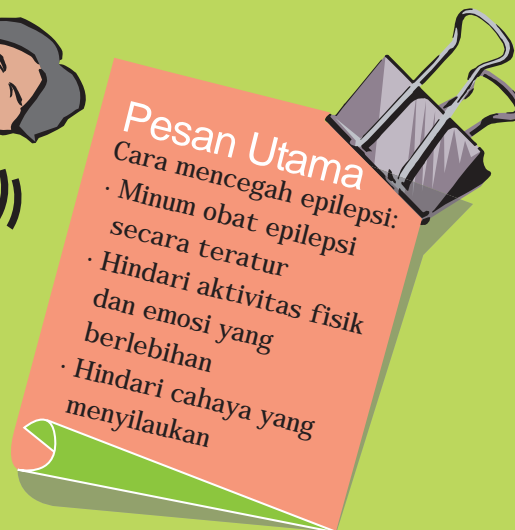 Pesan Utama
Cara mencegah epilepsi:
· Minum obat epilepsi
secara teratur
· Hindari aktivitas fisik
dan emosi yang
berlebihan
· Hindari cahaya yang
menyilaukan